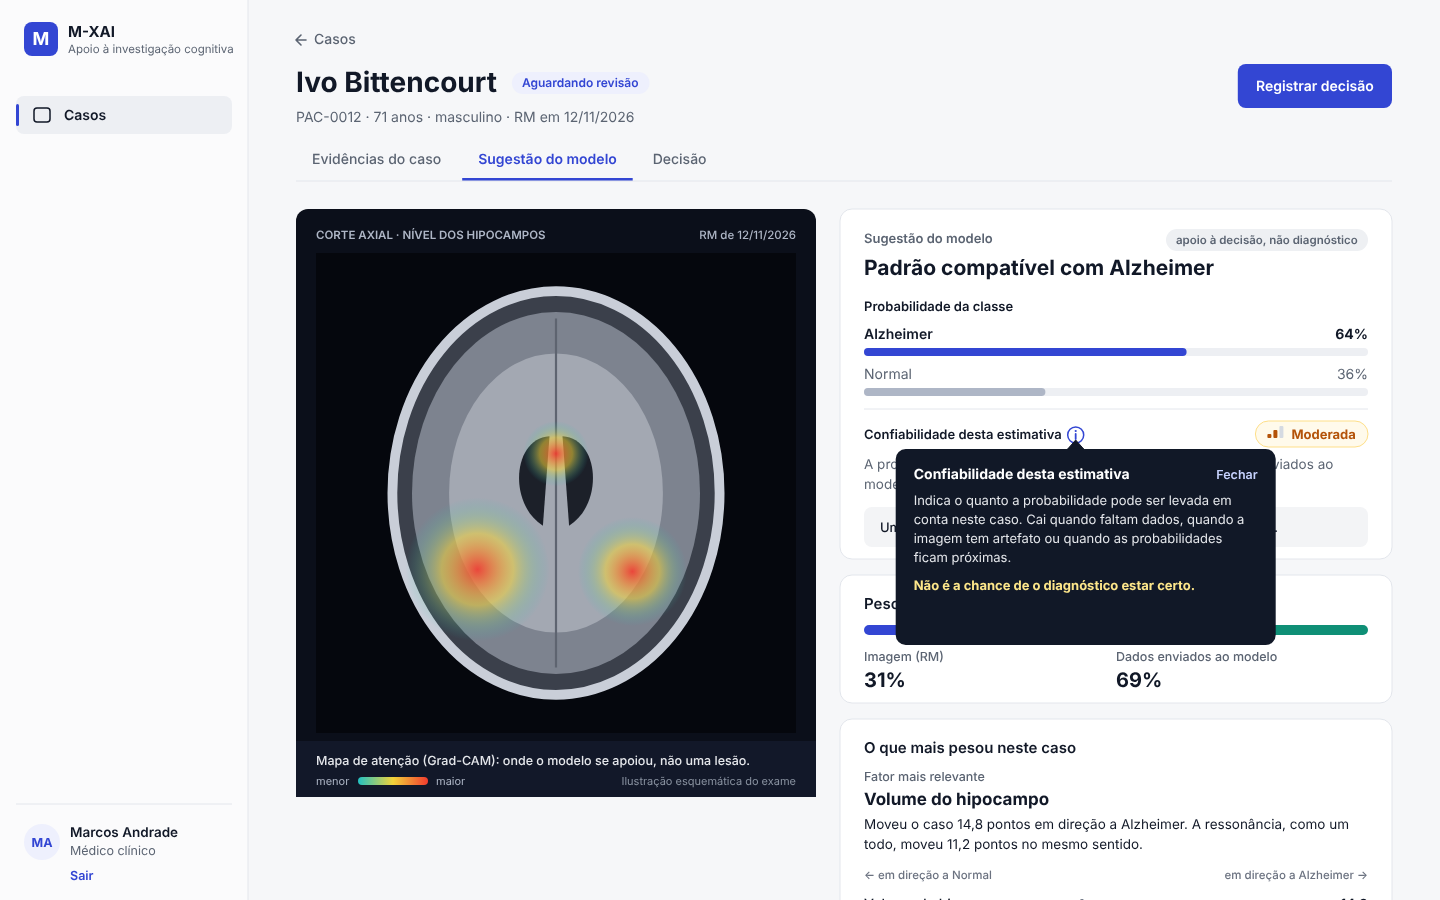 M
M-XAI
Apoio à investigação cognitiva
Casos
Marcos Andrade
MA
Médico clínico
Sair
← Casos
Ivo Bittencourt
Aguardando revisão
Registrar decisão
PAC-0012 · 71 anos · masculino · RM em 12/11/2026
Evidências do caso
Sugestão do modelo
Decisão
CORTE AXIAL · NÍVEL DOS HIPOCAMPOS
RM de 12/11/2026
Mapa de atenção (Grad-CAM): onde o modelo se apoiou, não uma lesão.
menor
maior
Ilustração esquemática do exame
Sugestão do modelo
apoio à decisão, não diagnóstico
Padrão compatível com Alzheimer
Probabilidade da classe
Alzheimer
64%
Normal
36%
Confiabilidade desta estimativa
Moderada
Confiabilidade desta estimativa
Fechar
Indica o quanto a probabilidade pode ser levada em
conta neste caso. Cai quando faltam dados, quando a
imagem tem artefato ou quando as probabilidades
ficam próximas.
Não é a chance de o diagnóstico estar certo.
Imagem (RM)
Dados enviados ao modelo
31%
69%
O que mais pesou neste caso
Fator mais relevante
Volume do hipocampo
Moveu o caso 14,8 pontos em direção a Alzheimer. A ressonância, como um
todo, moveu 11,2 pontos no mesmo sentido.
← em direção a Normal
em direção a Alzheimer →